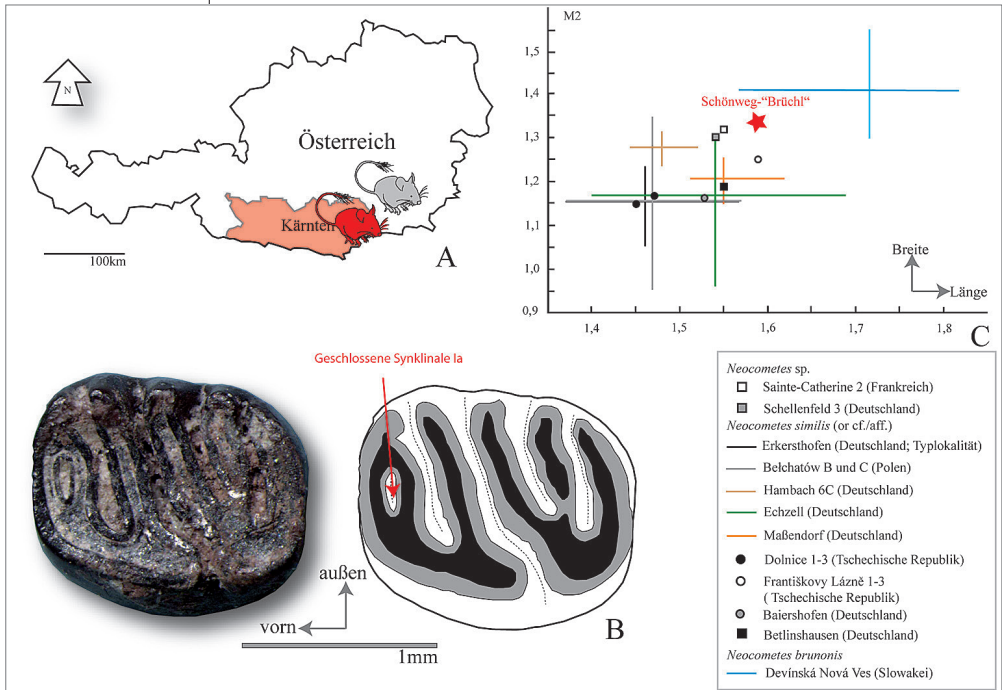 N
Österreich
Kärnten
100km
A
M2
1,5
1,4
1,3
1,2
1,1
1,0
0,9
1,4
1,5
1,6
1,7
1,8
Schönweg-"Brüchl"
Breite
Länge
C
Geschlossene Synklinale Ia
außen
vorn
1mm
B
Neocometes sp.
Sainte-Catherine 2 (Frankreich)
Schellenfeld 3 (Deutschland)
Neocometes similis (or cf./aff.)
Erkersthofen (Deutschland; Typlokalität)
Bełchatów B und C (Polen)
Hambach 6C (Deutschland)
Echzell (Deutschland)
Maßendorf (Deutschland)
Dolnice 1-3 (Tschechische Republik)
Františkovy Lázně 1-3
( Tschechische Republik)
Baiershofen (Deutschland)
Betlinshausen (Deutschland)
Neocometes brunonis
Devínská Nová Ves (Slowakei)